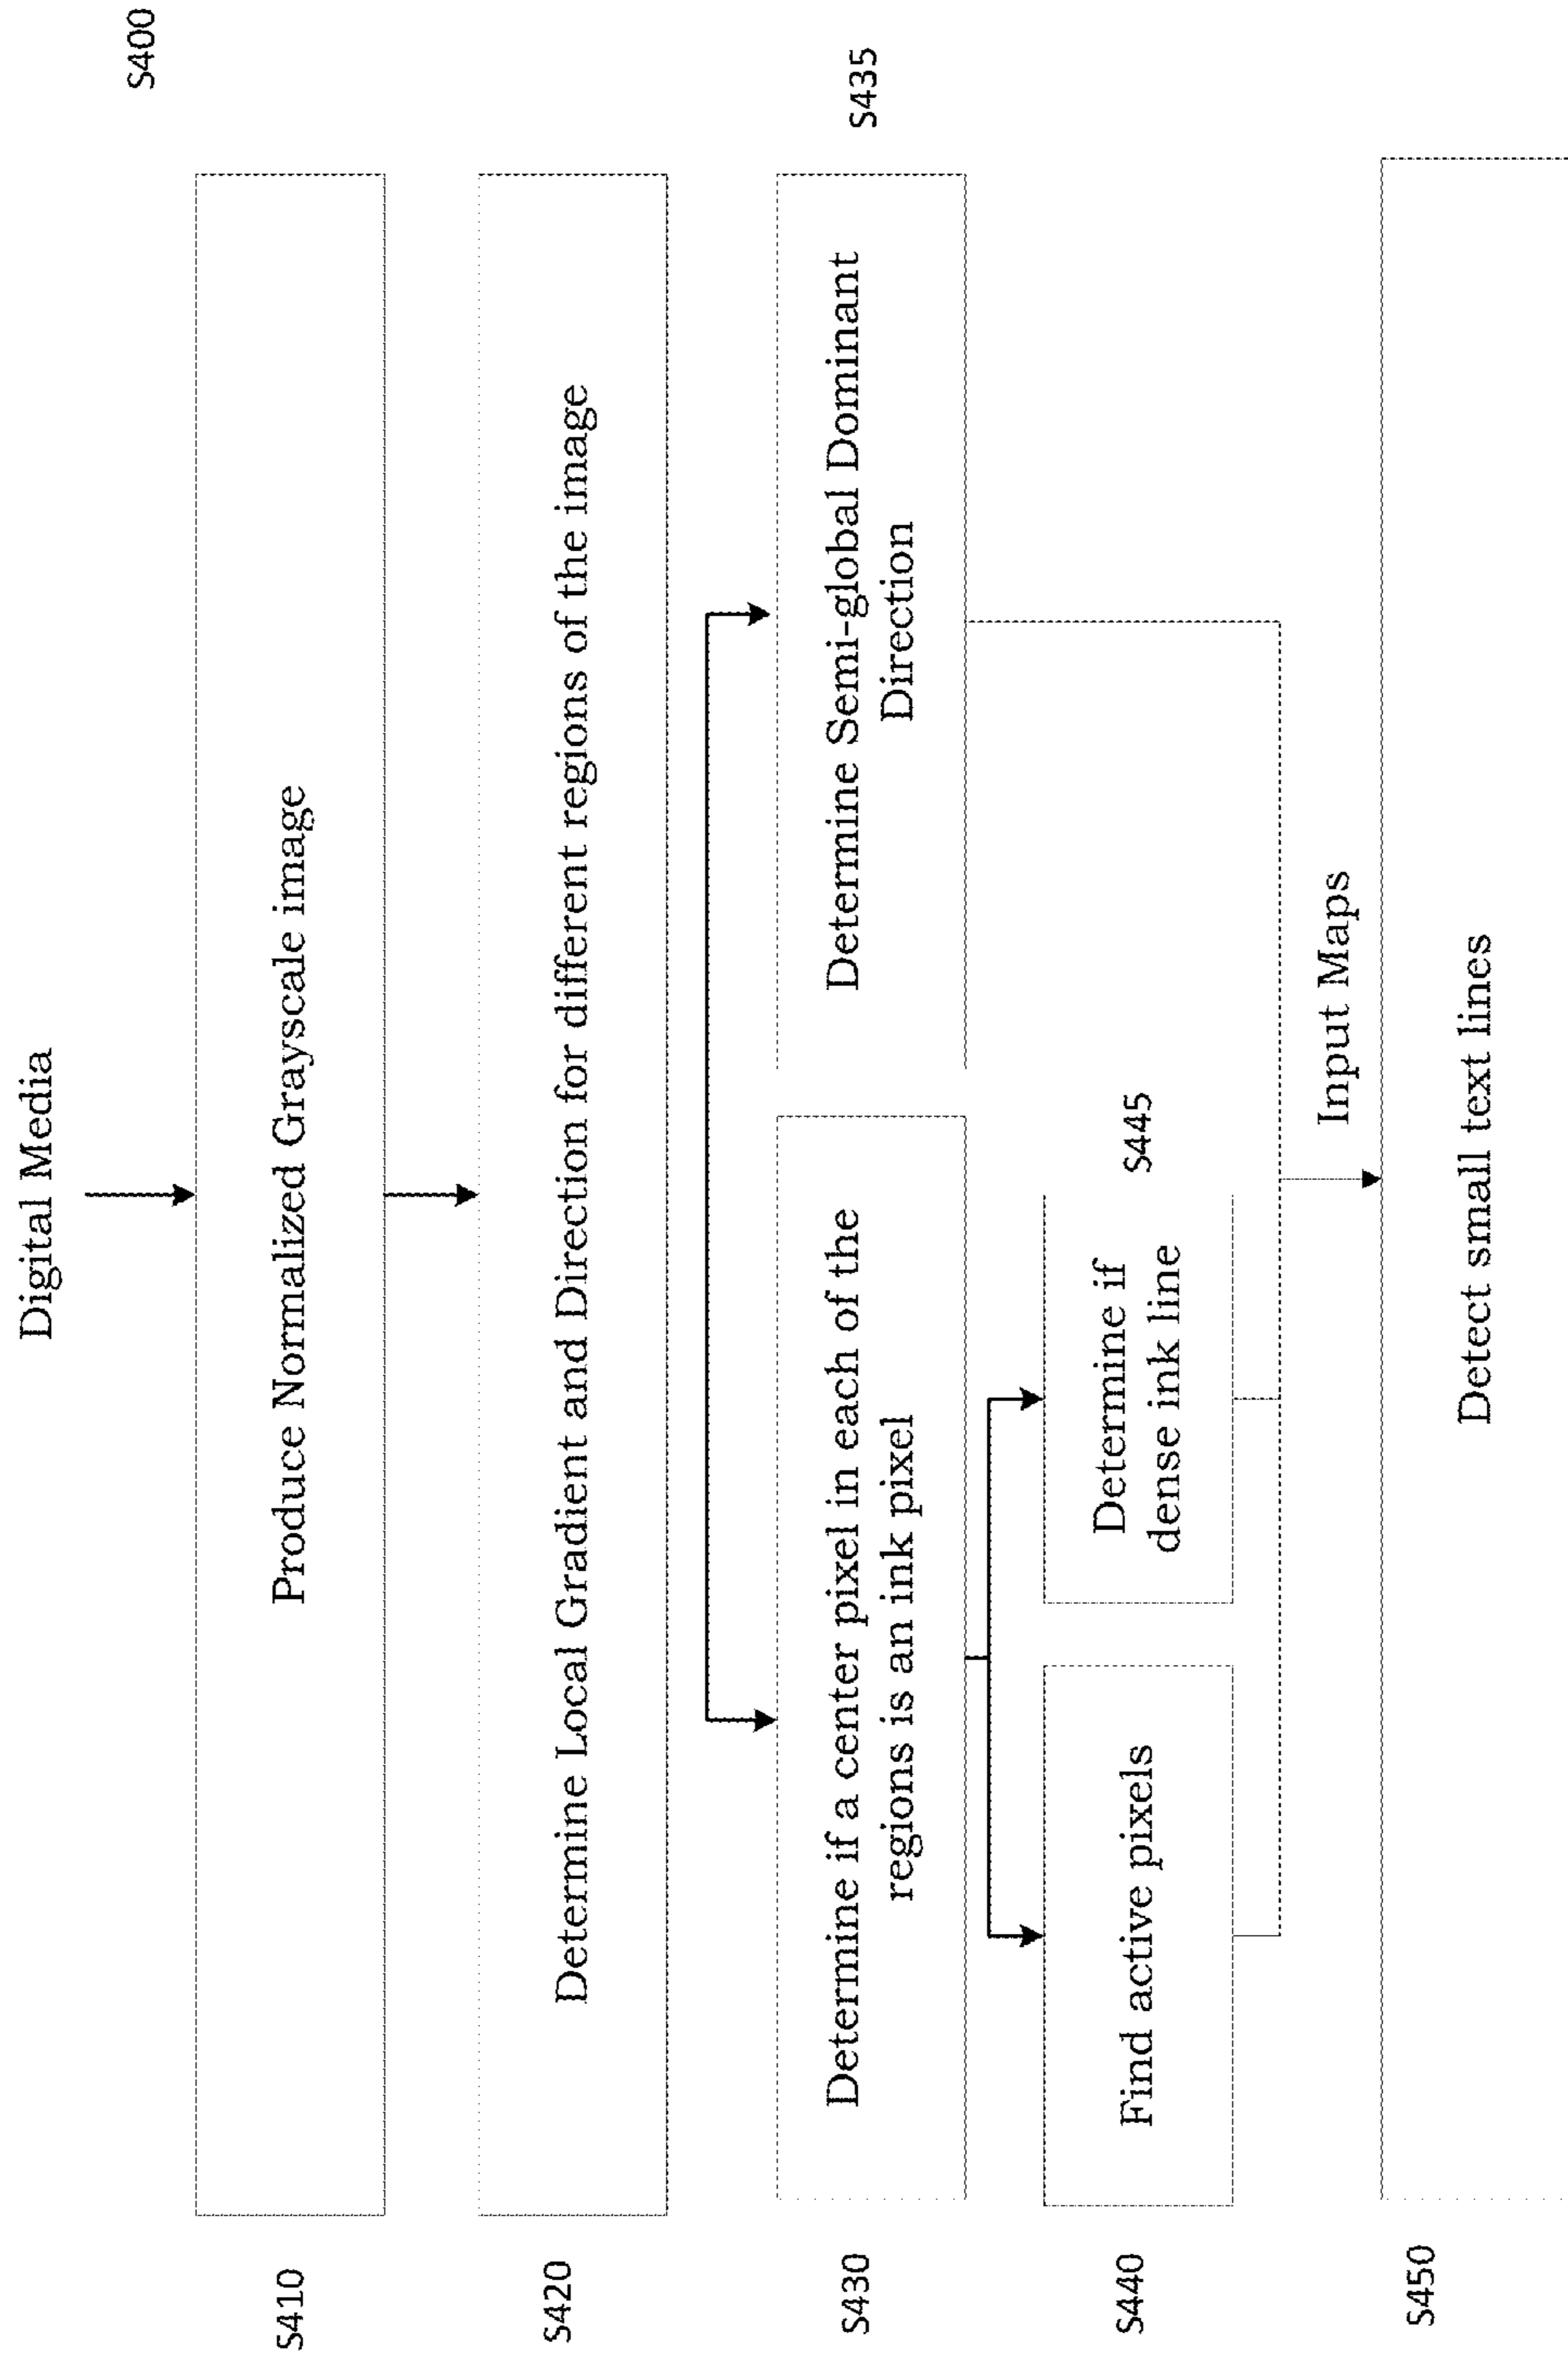 Digital Media
S400
S410
Produce Normalized Grayscale image
S420
Determine Local Gradient and Direction for different regions of the image
S430
Determine if a center pixel in each of the
regions is an ink pixel
Determine Semi-global Dominant
Direction
S435
S440
Find active pixels
Determine if
dense ink line
S445
Input Maps
S450
Detect small text lines